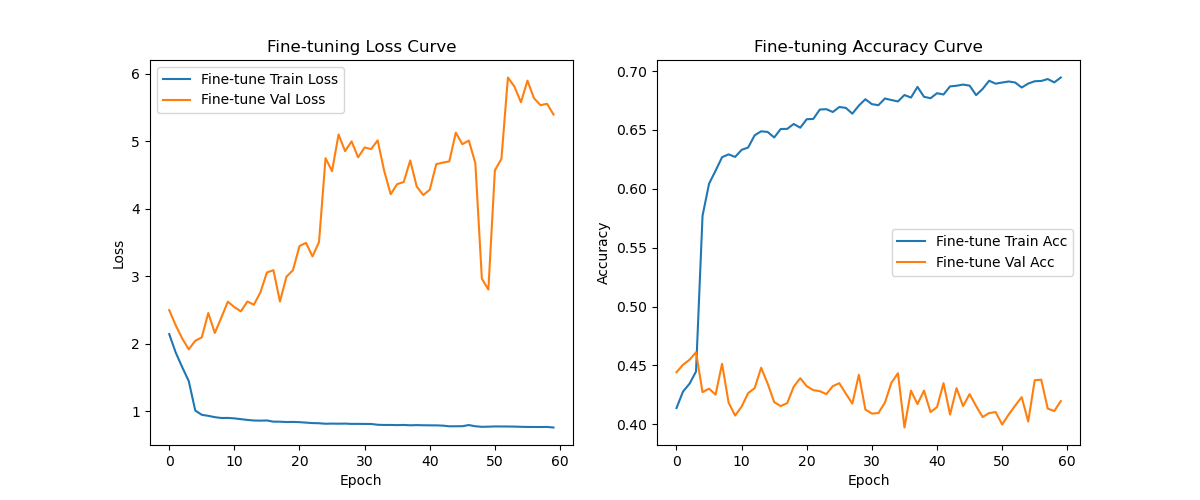 Fine-tuning Loss Curve
Fine-tune Train Loss
Fine-tune Val Loss
6
5
4
3
2
1
Loss
0 10 20 30 40 50 60
Epoch
Fine-tuning Accuracy Curve
0.70
0.65
0.60
0.55
0.50
0.45
0.40
Accuracy
Fine-tune Train Acc
Fine-tune Val Acc
0 10 20 30 40 50 60
Epoch